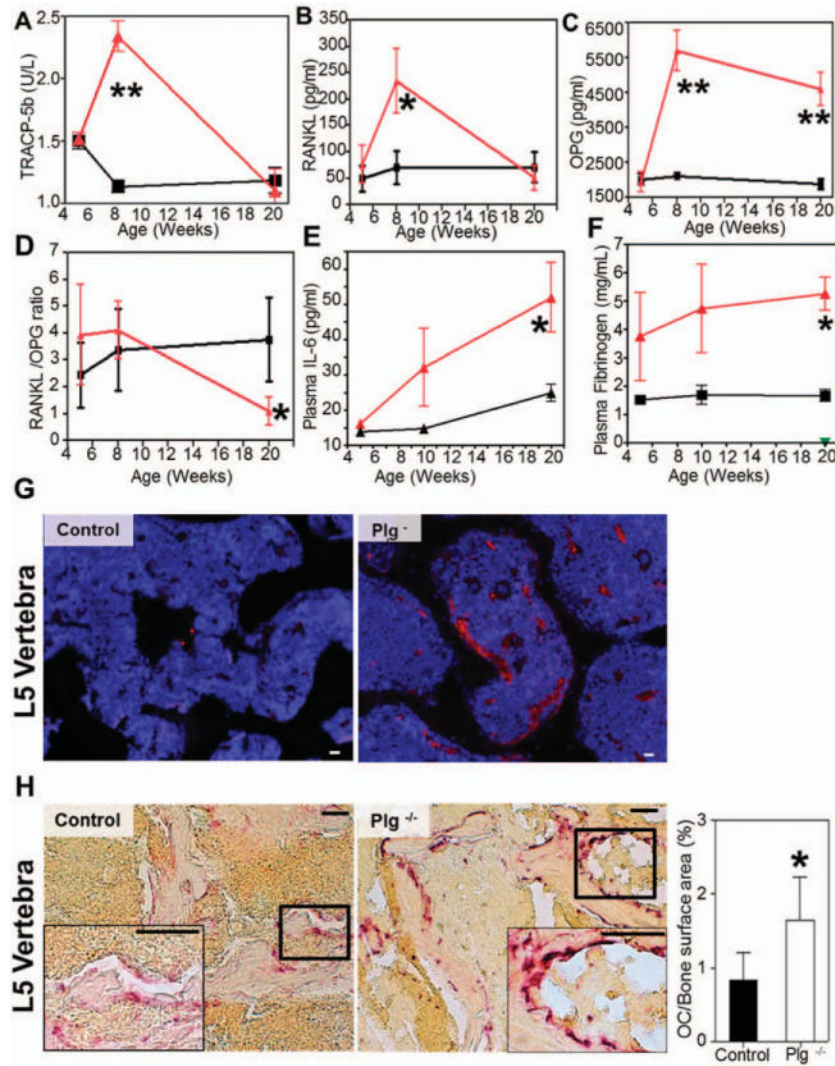 A
TRACP-5b (U/L)
2.5
2.0
1.5
1.0
**
4 6 8 10 12 14 16 18 20
Age (Weeks)
B
RANKL (pg/ml)
350
300
250
200
150
100
50
0
*
4 6 8 10 12 14 16 18 20
Age (Weeks)
C
OPG (pg/ml)
6500
5500
4500
3500
2500
1500
**
**
4 6 8 10 12 14 16 18 20
Age (Weeks)
D
RANKL /OPG ratio
7
6
5
4
3
2
1
0
*
4 6 8 10 12 14 16 18 20
Age (Weeks)
E
Plasma IL-6 (pg/ml)
60
50
40
30
20
10
*
4 6 8 10 12 14 16 18 20
Age (Weeks)
F
Plasma Fibrinogen (mg/mL)
7
6
5
4
3
2
1
0
*
4 6 8 10 12 14 16 18 20
Age (Weeks)
G
L5 Vertebra
Control
Plg -
H
L5 Vertebra
Control
Plg -/-
OC/Bone surface area (%)
3
2
1
0
*
Control Plg -/-